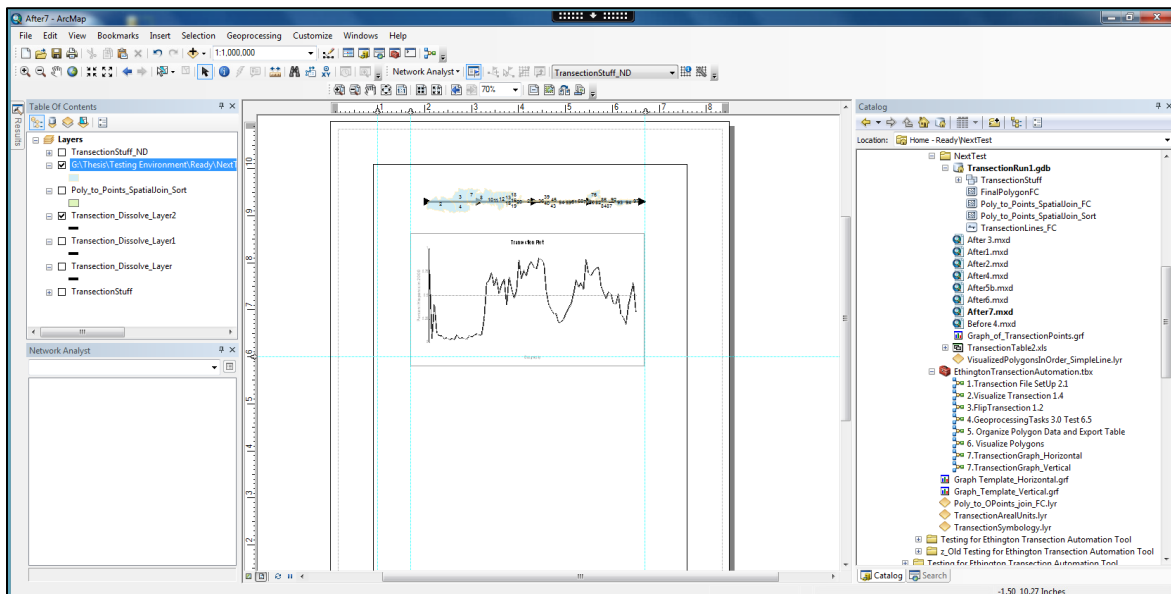 After7 - ArcMap
File Edit View Bookmarks Insert Selection Geoprocessing Customize Windows Help
1:1,000,000
Network Analyst
TransectionStuff_ND
70%
Table Of Contents
Results
Layers
TransectionStuff_ND
G:\Thesis\Testing Environment\Ready\NextT
Poly_to_Points_SpatialJoin_Sort
Transection_Dissolve_Layer2
Transection_Dissolve_Layer1
Transection_Dissolve_Layer
TransectionStuff
Network Analyst
Transection Plot
Catalog
Location: Home - Ready\NextTest
NextTest
TransectionRun1.gdb
TransectionStuff
FinalPolygonFC
Poly_to_Points_SpatialJoin_FC
Poly_to_Points_SpatialJoin_Sort
TransectionLines_FC
After 3.mxd
After1.mxd
After2.mxd
After4.mxd
After5b.mxd
After6.mxd
After7.mxd
Before 4.mxd
Graph_of_TransectionPoints.grf
TransectionTable2.xls
VisualizedPolygonsInOrder_SimpleLine.lyr
EthingtonTransectionAutomation.tbx
1.Transection File SetUp 2.1
2.Visualize Transection 1.4
3.FlipTransection 1.2
4.GeoprocessingTasks 3.0 Test 6.5
5. Organize Polygon Data and Export Table
6. Visualize Polygons
7.TransectionGraph_Horizontal
7.TransectionGraph_Vertical
Graph Template_Horizontal.grf
Graph_Template_Vertical.grf
Poly_to_OPoints_join_FC.lyr
TransectionArealUnits.lyr
TransectionSymbology.lyr
Testing for Ethington Transection Automation Tool
z_Old Testing for Ethington Transection Automation Tool
Testing for Ethington Transection Automation Tool
Catalog Search
-1.50 10.27 Inches